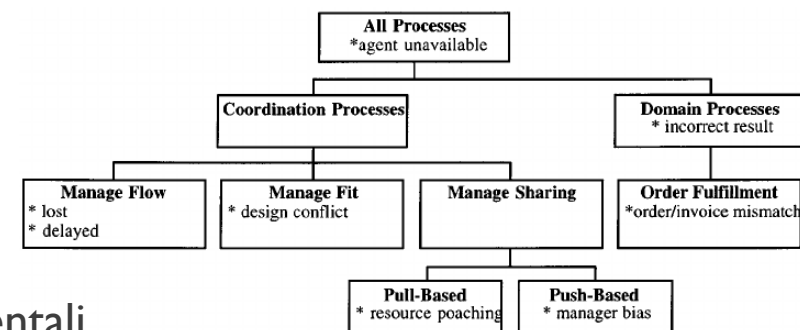 All Processes
*agent unavailable
Coordination Processes
Domain Processes
* incorrect result
Manage Flow
* lost
* delayed
Manage Fit
* design conflict
Manage Sharing
Order Fulfillment
*order/invoice mismatch
Pull-Based
* resource poaching
Push-Based
* manager bias
entali